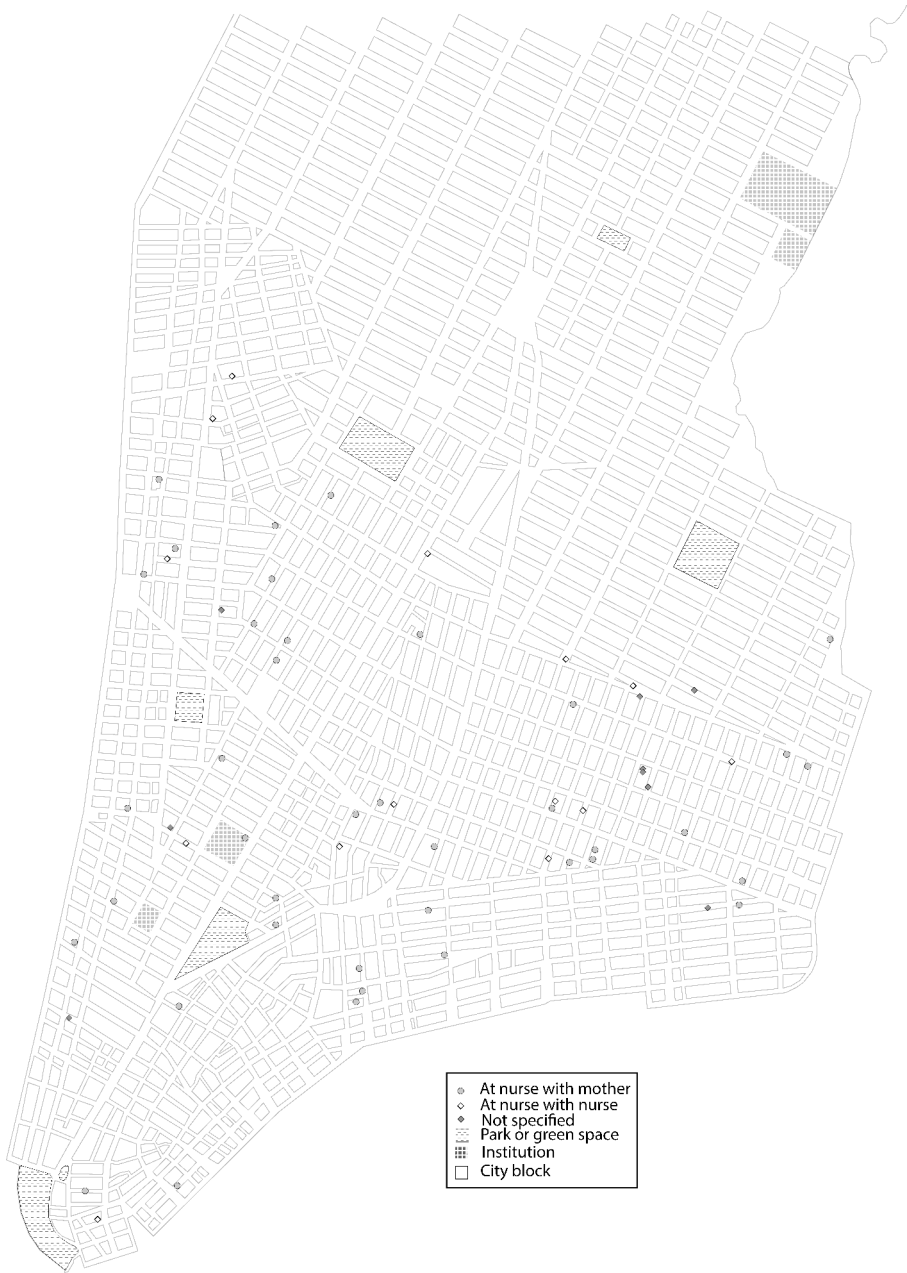 At nurse with mother
At nurse with nurse
Not specified
Park or green space
Institution
City block